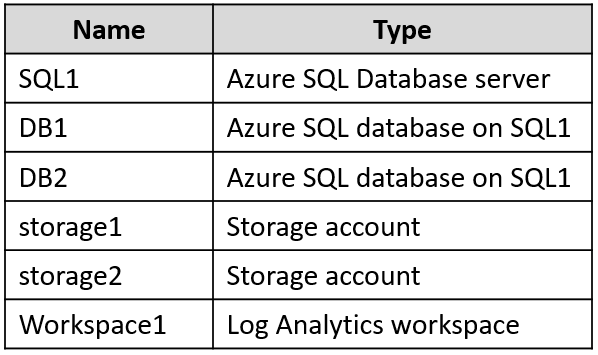 Name Type
SQL1 Azure SQL Database server
DB1 Azure SQL database on SQL1
DB2 Azure SQL database on SQL1
storage1 Storage account
storage2 Storage account
Workspace1 Log Analytics workspace